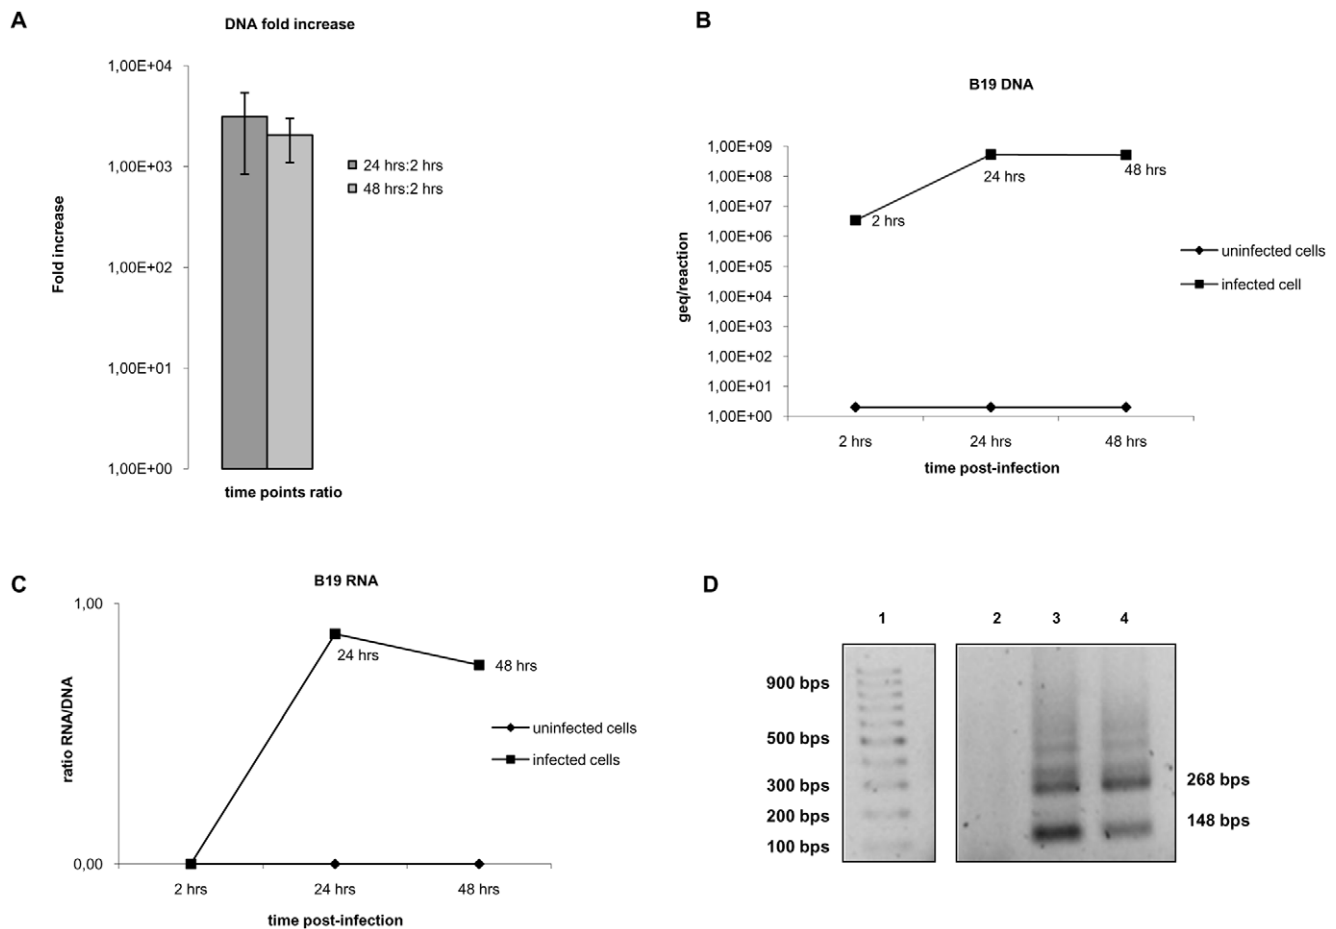 A
DNA fold increase
1,00E+04
1,00E+03
1,00E+02
1,00E+01
1,00E+00
Fold increase
24 hrs:2 hrs
48 hrs:2 hrs
time points ratio
B
B19 DNA
1,00E+09
1,00E+08
1,00E+07
1,00E+06
1,00E+05
1,00E+04
1,00E+03
1,00E+02
1,00E+01
1,00E+00
geq/reaction
2 hrs
24 hrs
48 hrs
uninfected cells
infected cell
2 hrs
24 hrs
48 hrs
time post-infection
C
B19 RNA
1,00
0,00
ratio RNA/DNA
24 hrs
48 hrs
uninfected cells
infected cells
2 hrs
24 hrs
48 hrs
time post-infection
D
1
2
3
4
900 bps
500 bps
300 bps
200 bps
100 bps
268 bps
148 bps